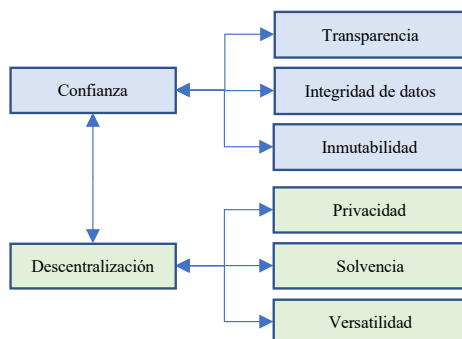 Transparencia
Confianza
Integridad de datos
Inmutabilidad
Privacidad
Descentralización
Solvencia
Versatilidad